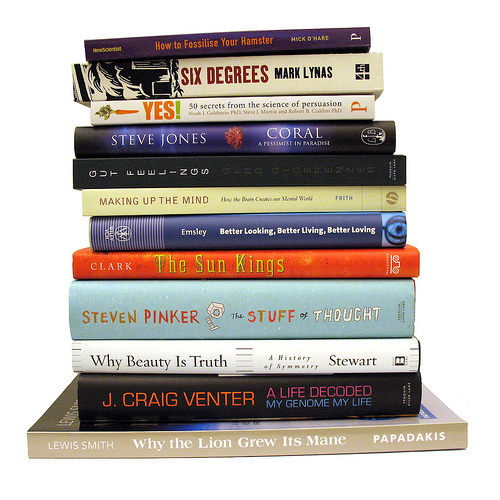 NewScientist How to Fossilise Your Hamster MICK O'HARE P
SIX DEGREES MARK LYNAS
YES! 50 secrets from the science of persuasion P
Noah J. Goldstein PhD, Steve J. Martin and Robert B. Cialdini PhD
STEVE JONES CORAL
A PESSIMIST IN PARADISE
GUT FEELINGS GERD GIGERENZER
MAKING UP THE MIND How the Brain Creates our Mental World FRITH
Emsley Better Looking, Better Living, Better Loving
CLARK The Sun Kings
STEVEN PINKER The STUFF of THOUGHT
Why Beauty Is Truth A History of Symmetry Stewart
J. CRAIG VENTER A LIFE DECODED
MY GENOME MY LIFE
LEWIS SMITH Why the Lion Grew Its Mane PAPADAKIS